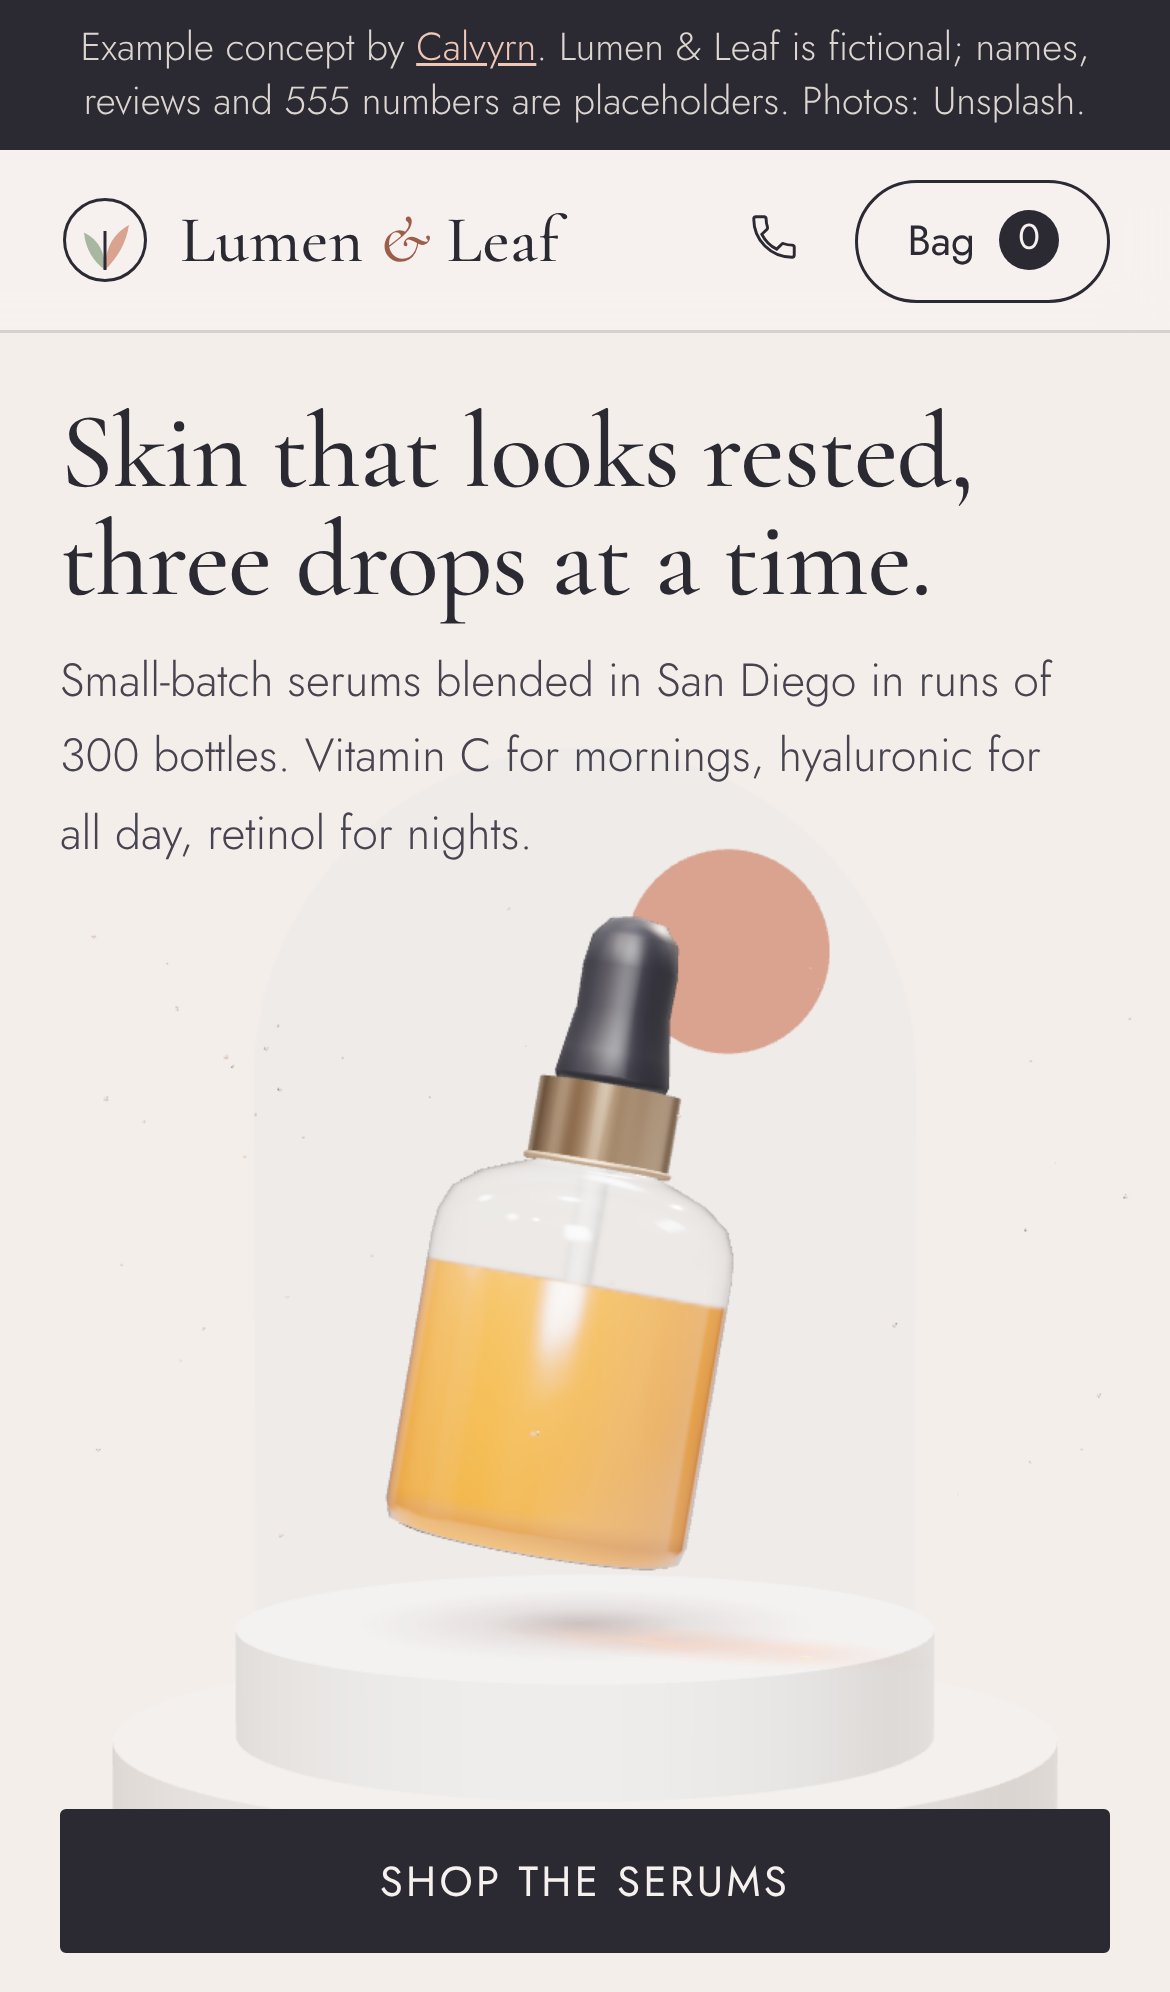 Example concept by Calvyrn. Lumen & Leaf is fictional; names,
reviews and 555 numbers are placeholders. Photos: Unsplash.
Lumen & Leaf
Bag 0
Skin that looks rested,
three drops at a time.
Small-batch serums blended in San Diego in runs of
300 bottles. Vitamin C for mornings, hyaluronic for
all day, retinol for nights.
SHOP THE SERUMS